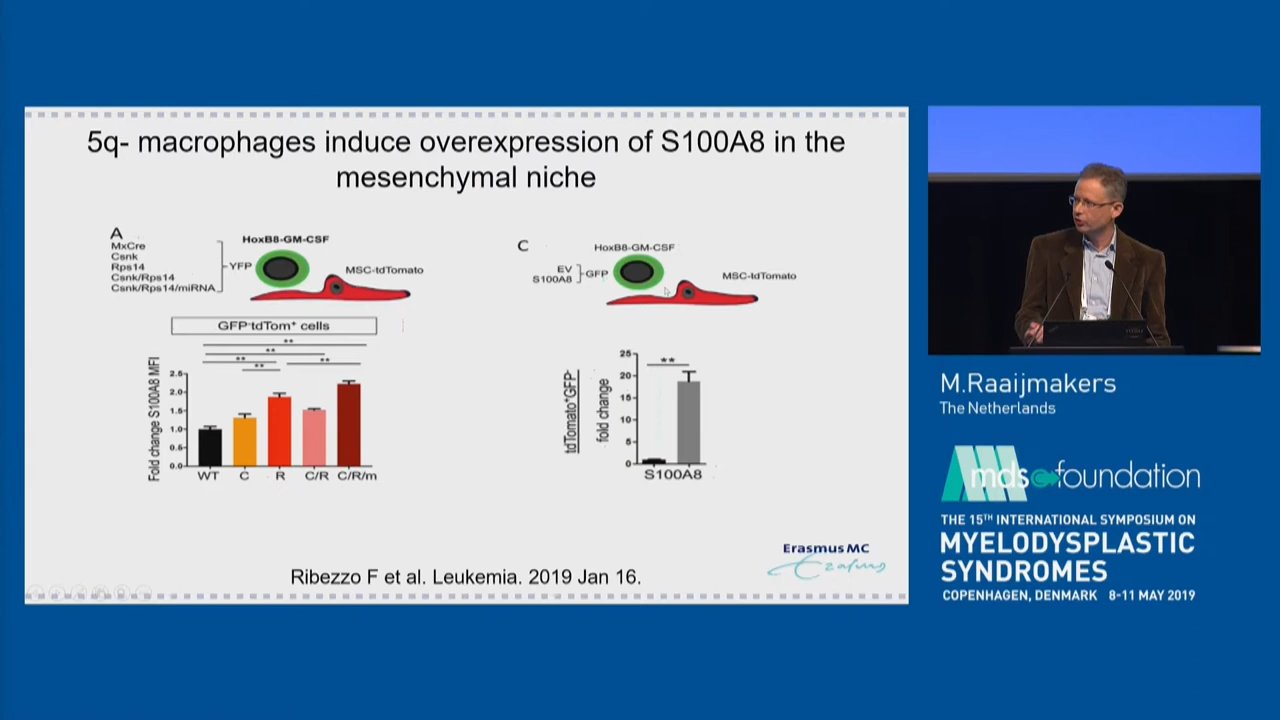 5q- macrophages induce overexpression of S100A8 in the
mesenchymal niche
A
MxCre
Csnk
Rps14
Csnk/Rps14
Csnk/Rps14/miRNA
YFP
HoxB8-GM-CSF
MSC-tdTomato
GFP-tdTom+ cells
** ** ** ** **
Fold change S100A8 MFI
2.5
2.0
1.5
1.0
0.5
0.0
WT C R C/R C/R/m
C
HoxB8-GM-CSF
EV
S100A8
GFP
MSC-tdTomato
tdTomato+GFP-
fold change
**
25
20
15
10
5
0
S100A8
Erasmus MC
Erasmus
Ribezzo F et al. Leukemia. 2019 Jan 16.
M.Raaijmakers
The Netherlands
mds foundation
THE 15TH INTERNATIONAL SYMPOSIUM ON
MYELODYSPLASTIC
SYNDROMES
COPENHAGEN, DENMARK 8-11 MAY 2019